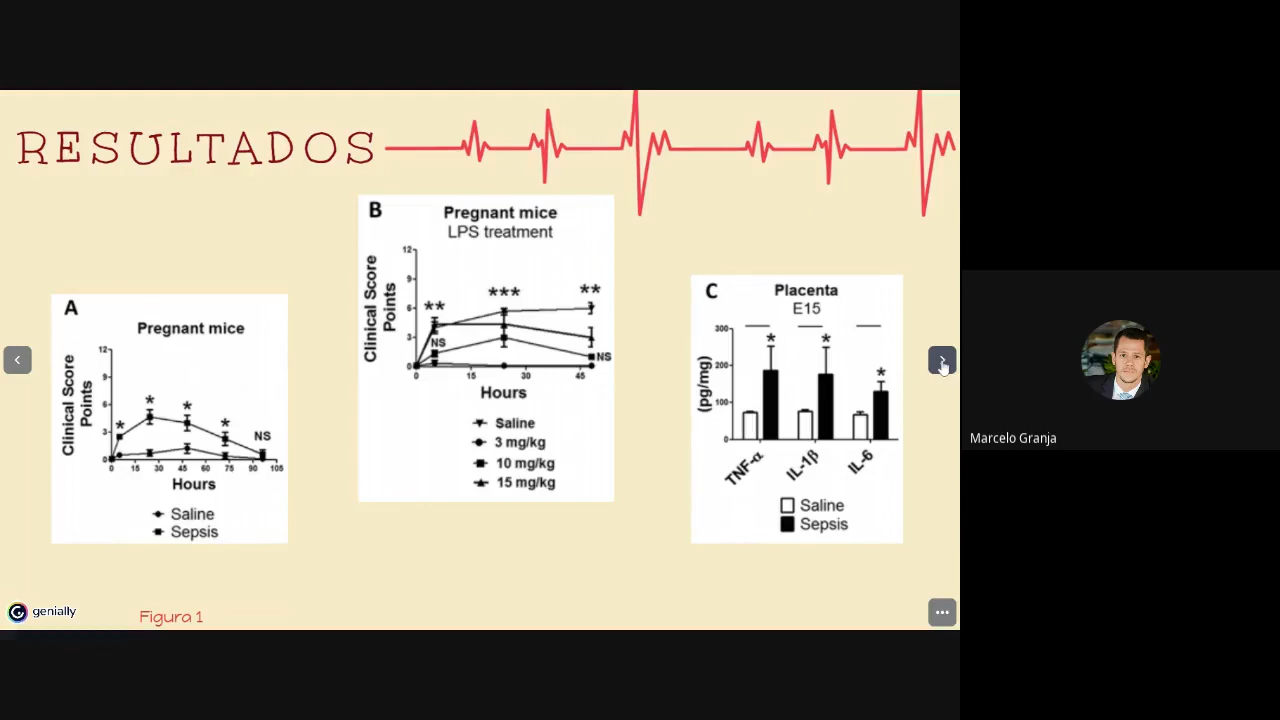 RESULTADOS
A
Pregnant mice
Clinical Score
Points
12
9
6
3
0
*
*
*
*
NS
0 15 30 45 60 75 90 105
Hours
Saline
Sepsis
B
Pregnant mice
LPS treatment
Clinical Score
Points
12
9
6
3
0
**
***
**
NS
NS
0 15 30 45
Hours
Saline
3 mg/kg
10 mg/kg
15 mg/kg
C
Placenta
E15
(pg/mg)
300
200
100
0
*
*
*
TNF-α
IL-1β
IL-6
Saline
Sepsis
Marcelo Granja
genially
Figura 1